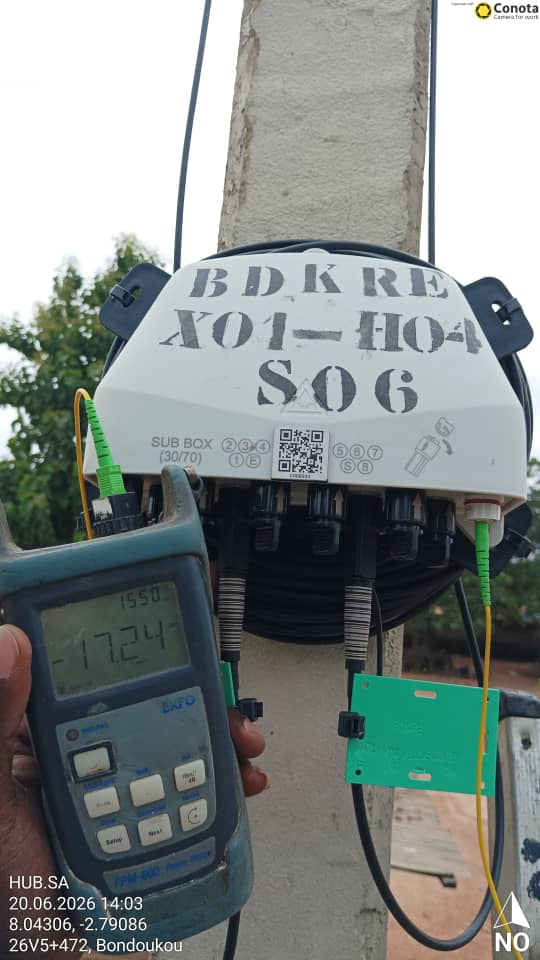 Conota
Camera for work
BDKRE
X01-H04
S06
SUB BOX
(30/70)
2 3 4
1 E
5 6 7
S 8
1550
-17.24
EXFO
Setup
Next
FPM-600 Power Meter
HUB.SA
20.06.2026 14:03
8.04306, -2.79086
26V5+472, Bondoukou
NO